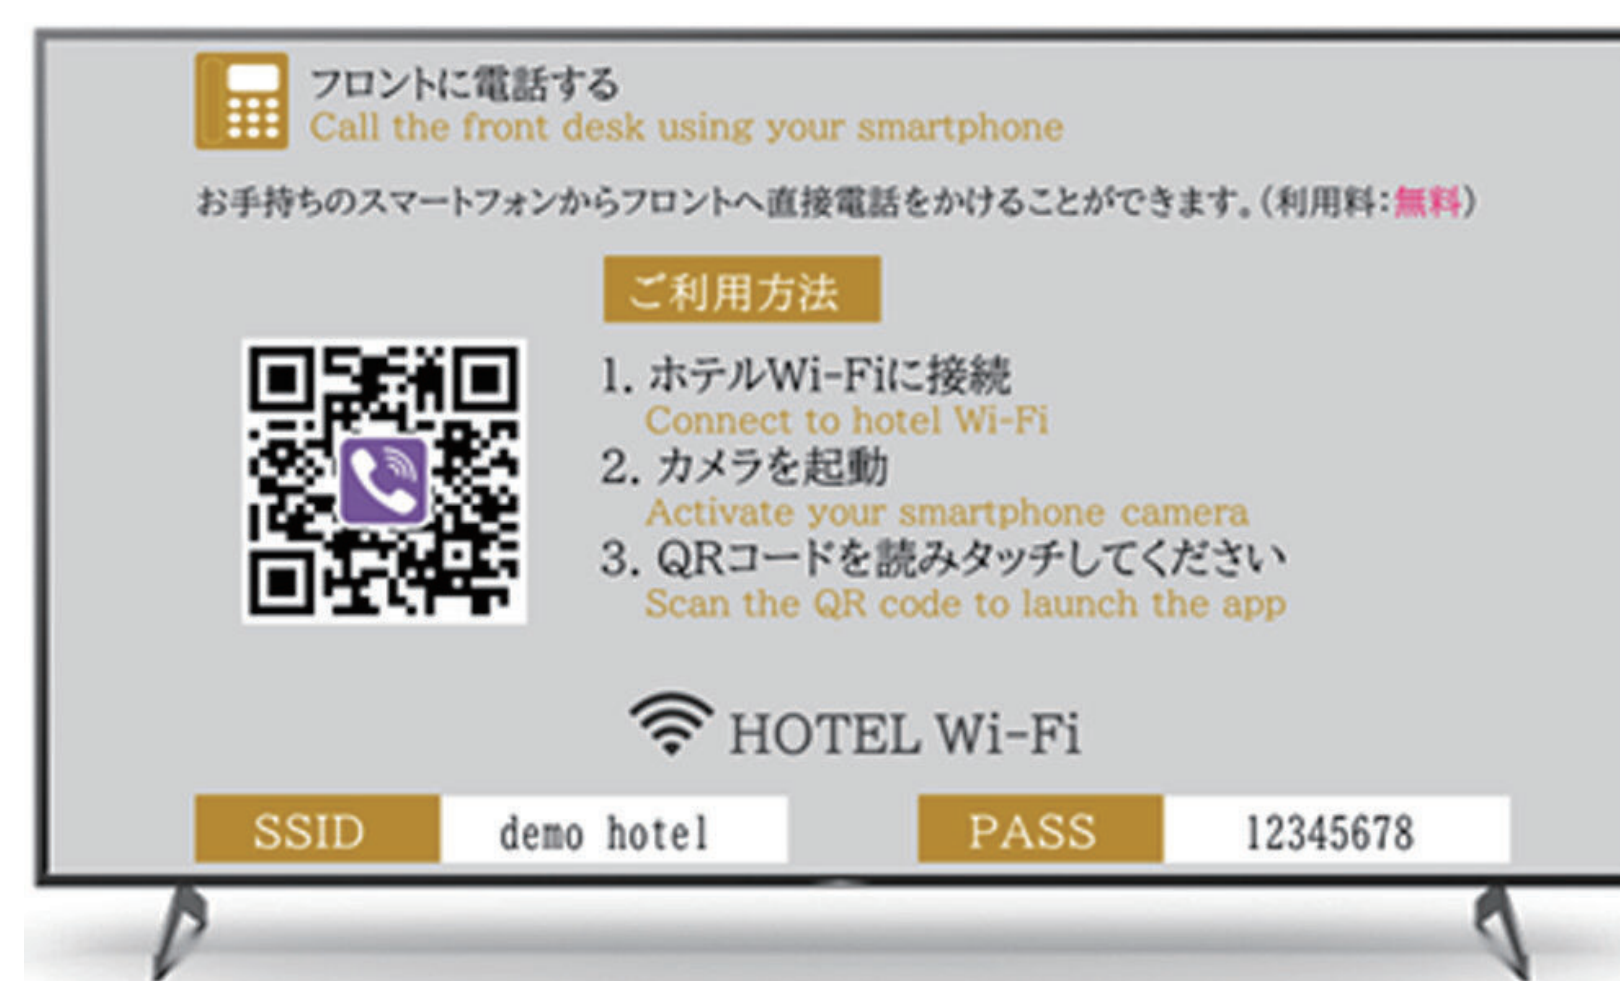 フロントに電話する
Call the front desk using your smartphone
お手持ちのスマートフォンからフロントへ直接電話をかけることができます。(利用料:無料)
ご利用方法
1. ホテルWi-Fiに接続
Connect to hotel Wi-Fi
2. カメラを起動
Activate your smartphone camera
3. QRコードを読みタッチしてください
Scan the QR code to launch the app
HOTEL Wi-Fi
SSID demo hotel PASS 12345678